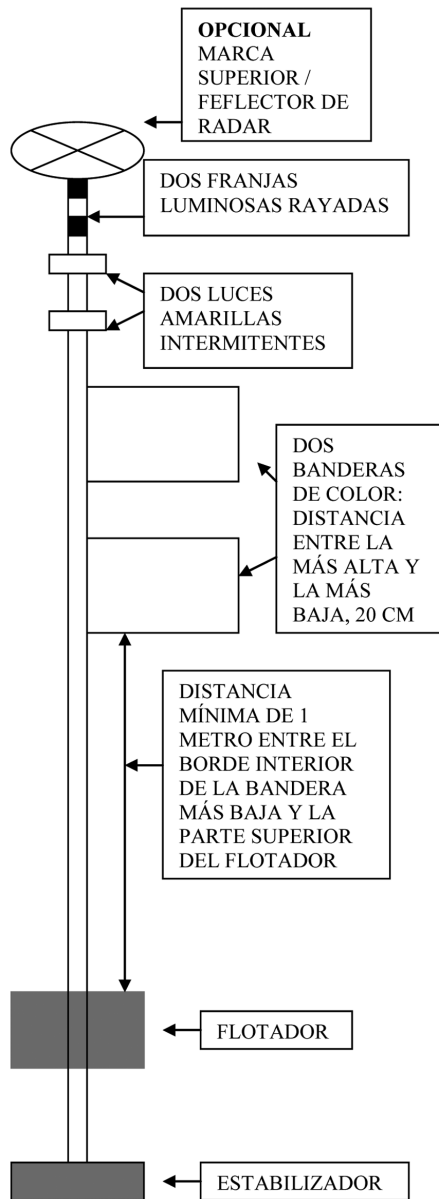 OPCIONAL
MARCA
SUPERIOR /
FEFLECTOR DE
RADAR
DOS FRANJAS
LUMINOSAS RAYADAS
DOS LUCES
AMARILLAS
INTERMITENTES
DOS
BANDERAS
DE COLOR:
DISTANCIA
ENTRE LA
MÁS ALTA Y
LA MÁS
BAJA, 20 CM
DISTANCIA
MÍNIMA DE 1
METRO ENTRE EL
BORDE INTERIOR
DE LA BANDERA
MÁS BAJA Y LA
PARTE SUPERIOR
DEL FLOTADOR
FLOTADOR
ESTABILIZADOR